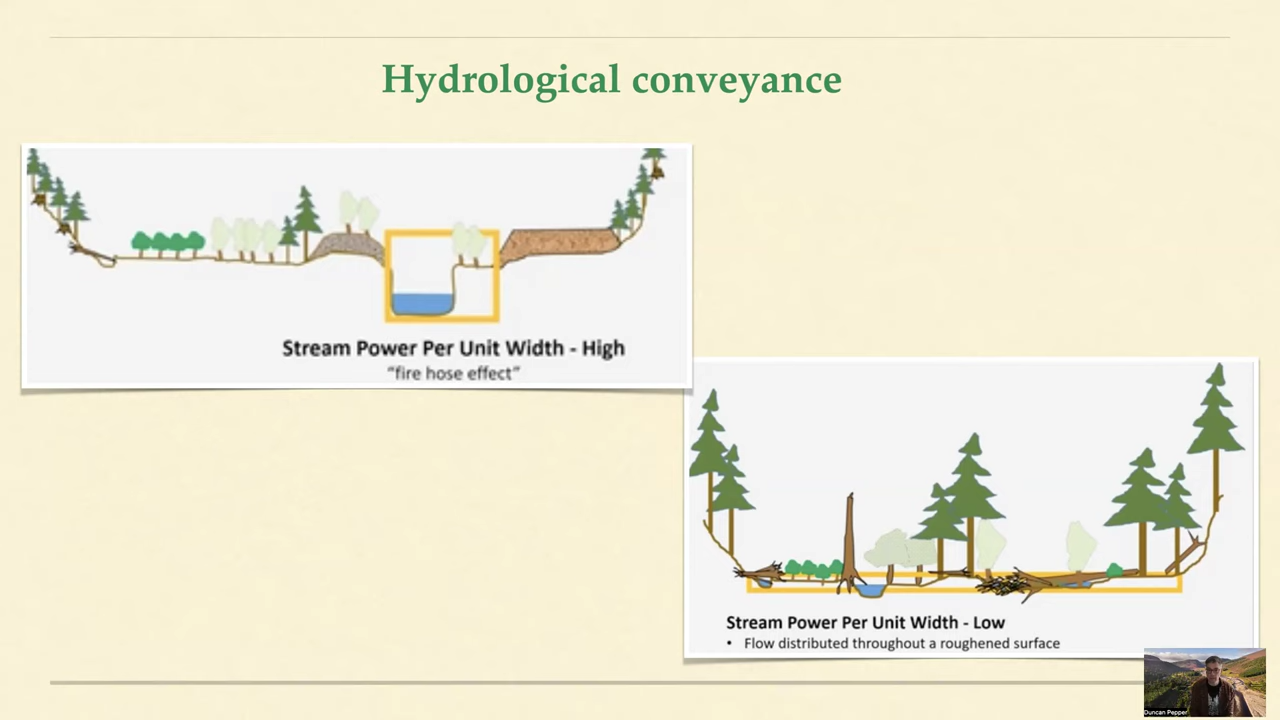 Hydrological conveyance
Stream Power Per Unit Width - High
“fire hose effect”
Stream Power Per Unit Width - Low
• Flow distributed throughout a roughened surface
Duncan Pepper